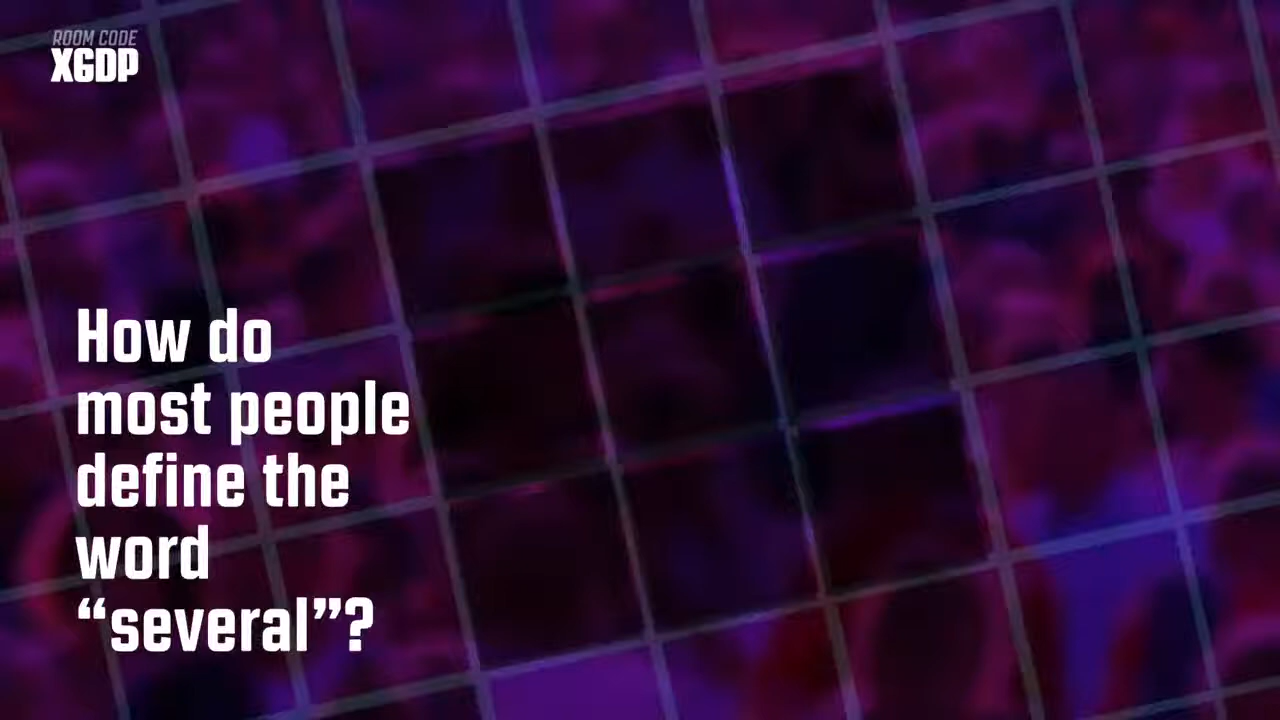 ROOM CODE
XGDP
How do
most people
define the
word
“several”?